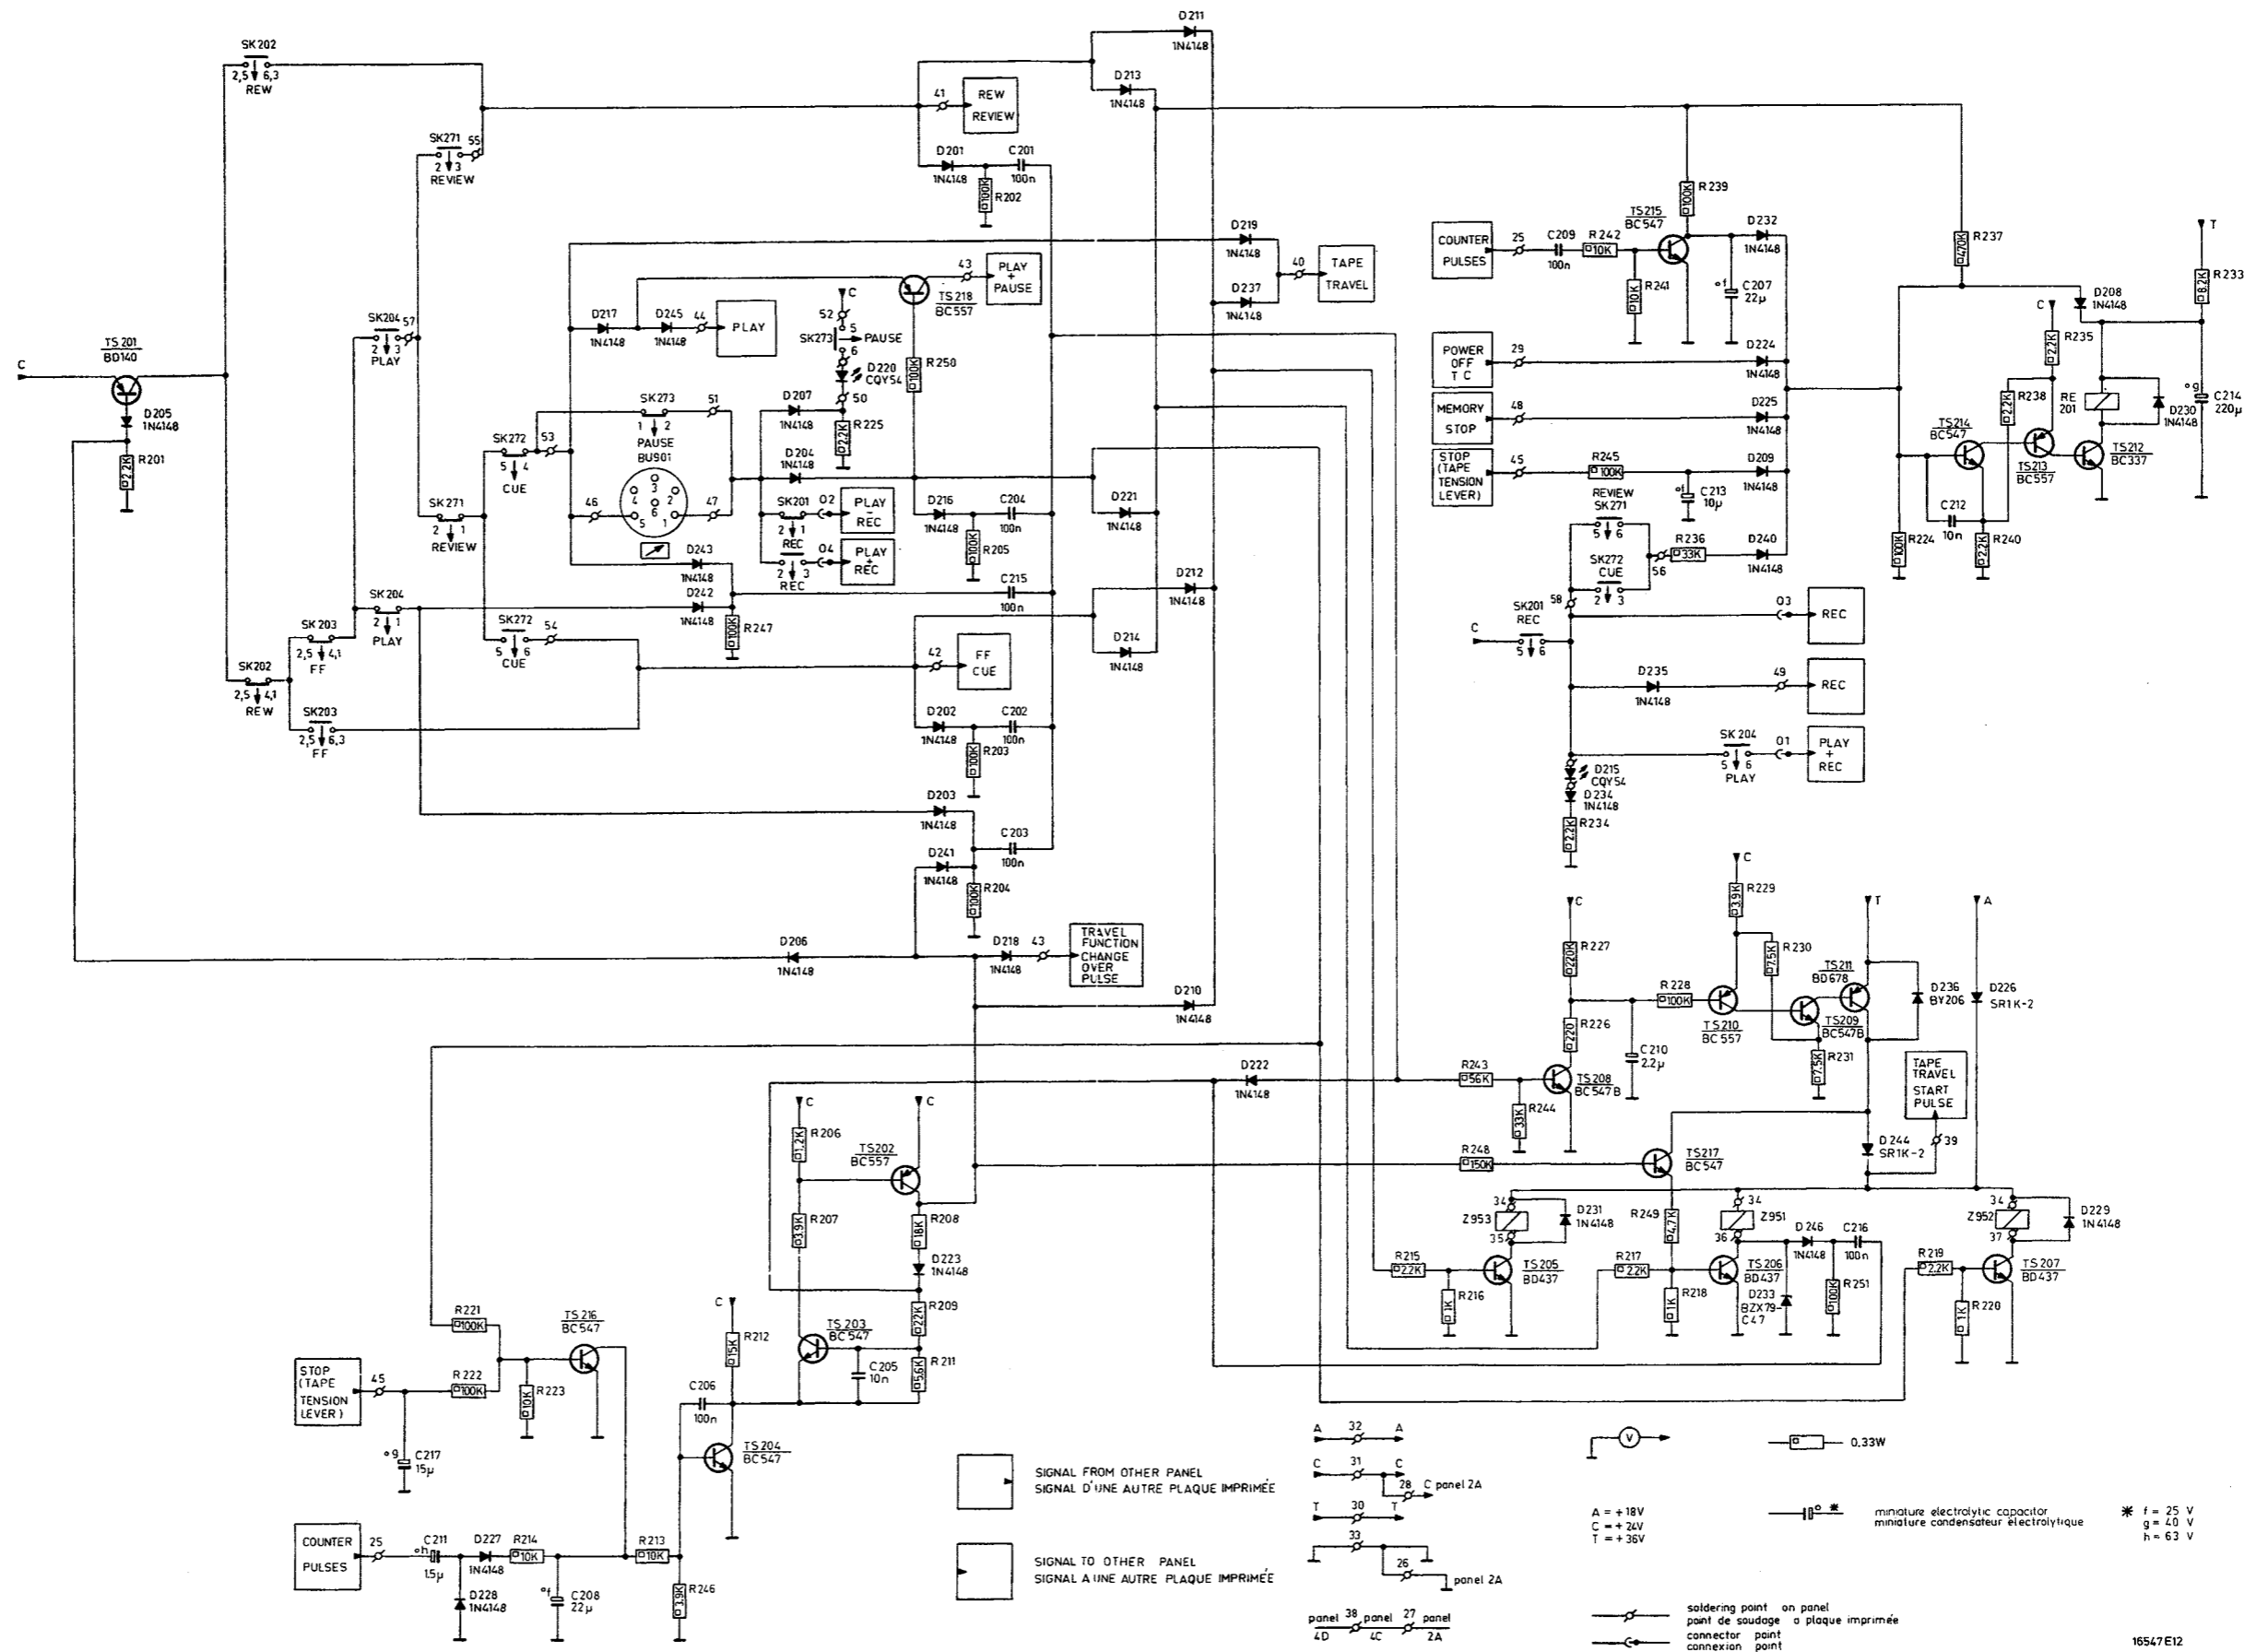 D211
1N4148
SK202
2,5 6,3
REW
D213
1N4148
41
REW
REVIEW
SK271
55
2 3
REVIEW
D201
1N4148
C201
100n
100K
R202
100K
R239
TS215
BC547
D232
1N4148
COUNTER
PULSES
25
C209
100n
R242
10K
10K
R241
of
C207
22µ
470K
R237
T
8.2K
R233
D219
1N4148
40
TAPE
TRAVEL
D237
1N4148
43
PLAY
+
PAUSE
TS218
BC557
D217
1N4148
D245
1N4148
44
PLAY
C
52
5
SK273
PAUSE
6
D220
CQY54
50
100K
R250
SK204
57
2 3
PLAY
TS201
BD140
C
D205
1N4148
2.2K
R201
POWER
OFF
T C
29
D224
1N4148
MEMORY
STOP
48
D225
1N4148
STOP
(TAPE
TENSION
LEVER)
45
R245
100K
D209
1N4148
of
C213
10µ
D208
1N4148
C
2.2K
R235
2.2K
R238
RE
201
D230
1N4148
og
C214
220µ
TS214
BC547
TS213
BC557
TS212
BC337
C212
10n
100K
R224
2.2K
R240
SK273
1 2
PAUSE
BU901
51
D207
1N4148
2.2K
R225
D204
1N4148
SK272
53
5 4
CUE
46
3
4 2
6
5 1
47
SK201
2 1
REC
02
PLAY
-
REC
2 3
REC
04
PLAY
+
REC
D216
1N4148
C204
100n
100K
R205
D221
1N4148
SK271
2 1
REVIEW
D243
1N4148
D242
1N4148
C215
100n
100K
R247
D212
1N4148
D214
1N4148
REVIEW
SK271
5 6
SK272
CUE
2 3
56
R236
33K
D240
1N4148
58
SK201
REC
C
5 6
03
REC
D235
1N4148
49
REC
SK204
5 6
PLAY
01
PLAY
+
REC
D215
CQY54
D234
1N4148
2.2K
R234
SK204
2 1
PLAY
SK203
2,5 4,1
FF
SK272
54
5 6
CUE
SK202
2,5 4,1
REW
SK203
2,5 6,3
FF
42
FF
CUE
D202
1N4148
C202
100n
100K
R203
D203
1N4148
C203
100n
D241
1N4148
100K
R204
D206
1N4148
D218
1N4148
43
TRAVEL
FUNCTION
CHANGE
OVER
PULSE
D210
1N4148
C
3.9K
R229
C
T
A
220K
R227
7.5K
R230
TS211
BD678
D236
BY206
D226
SR1K-2
R228
100K
220
R226
TS210
BC557
TS209
BC547B
C210
2.2µ
7.5K
R231
D222
1N4148
R243
56K
TS208
BC547B
33K
R244
TAPE
TRAVEL
START
PULSE
39
D244
SR1K-2
C
C
1.2K
R206
TS202
BC557
3.9K
R207
18K
R208
D223
1N4148
22K
R209
TS203
BC547
C205
10n
5.6K
R211
R248
150K
TS217
BC547
34
Z953
35
D231
1N4148
R249
4.7K
34
Z951
36
D246
1N4148
C216
100n
34
Z952
37
D229
1N4148
R215
2.2K
1K
R216
TS205
BD437
R217
2.2K
1K
R218
TS206
BD437
D233
BZX79-
C47
100K
R251
R219
2.2K
1K
R220
TS207
BD437
R221
100K
TS216
BC547
C
15K
R212
STOP
(TAPE
TENSION
LEVER)
45
R222
100K
10K
R223
og
C217
15µ
C206
100n
TS204
BC547
COUNTER
PULSES
25
C211
oh
1.5µ
D227
1N4148
R214
10K
D228
1N4148
of
C208
22µ
R213
10K
3.9K
R246
SIGNAL FROM OTHER PANEL
SIGNAL D'UNE AUTRE PLAQUE IMPRIMÉE
SIGNAL TO OTHER PANEL
SIGNAL A UNE AUTRE PLAQUE IMPRIMÉE
A 32 A
C 31 C
28 C panel 2A
T 30 T
33
26
panel 2A
panel 38 panel 27 panel
4D 4C 2A
V
0.33W
A = +18V
C = +24V
T = +36V
miniature electrolytic capacitor
miniature condensateur électrolytique
* f = 25 V
g = 40 V
h = 63 V
soldering point on panel
point de soudage a plaque imprimée
connector point
connexion point
16547E12